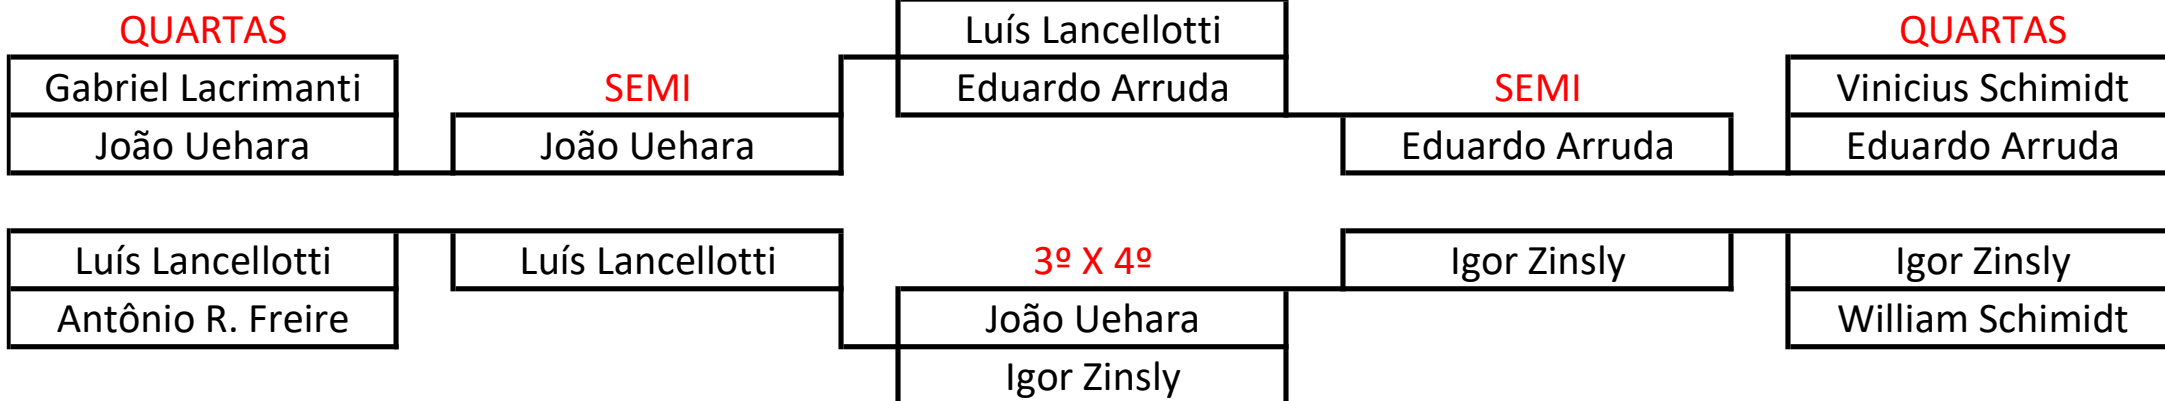 QUARTAS
Gabriel Lacrimanti
João Uehara
Luís Lancellotti
Antônio R. Freire
SEMI
João Uehara
Luís Lancellotti
Luís Lancellotti
Eduardo Arruda
3º X 4º
João Uehara
Igor Zinsly
SEMI
Eduardo Arruda
Igor Zinsly
QUARTAS
Vinicius Schimidt
Eduardo Arruda
Igor Zinsly
William Schimidt